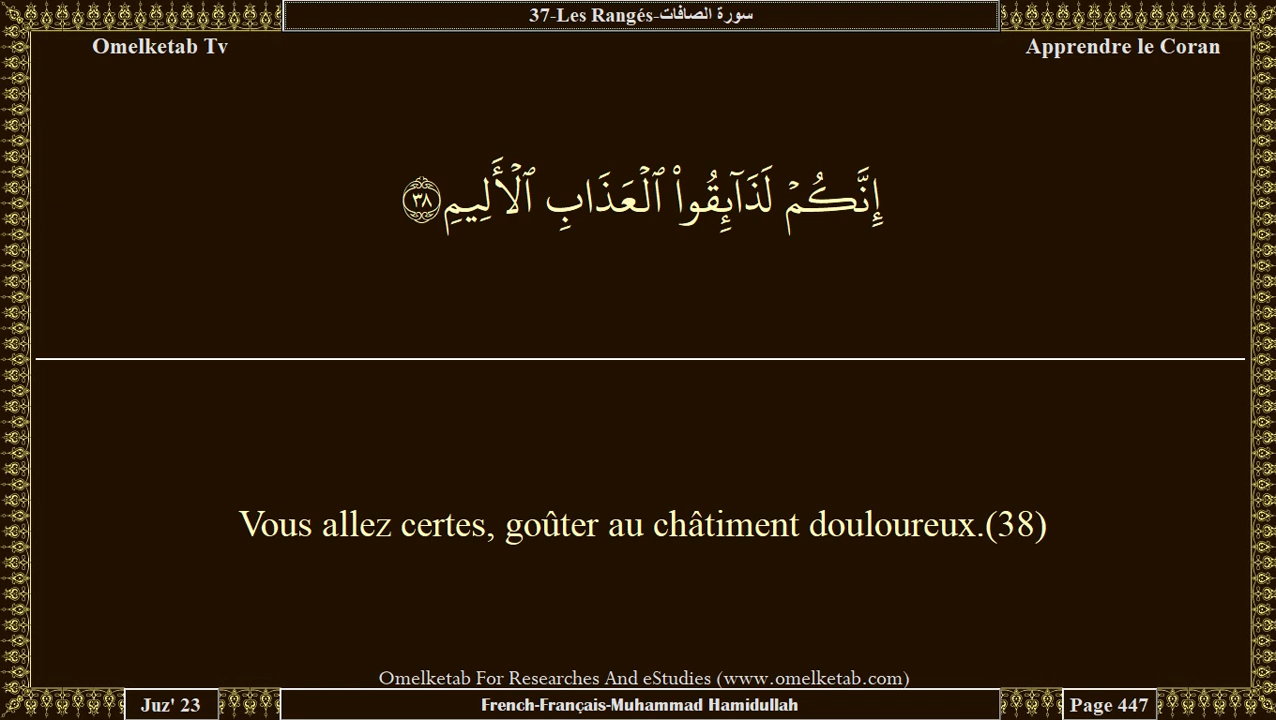 37-Les Rangés-سورة الصافات
Omelketab Tv
Apprendre le Coran
إِنَّكُمۡ لَذَآئِقُواْ ٱلۡعَذَابِ ٱلۡأَلِيمِ ٣٨
Vous allez certes, goûter au châtiment douloureux.(38)
Omelketab For Researches And eStudies (www.omelketab.com)
Juz' 23
French-Français-Muhammad Hamidullah
Page 447